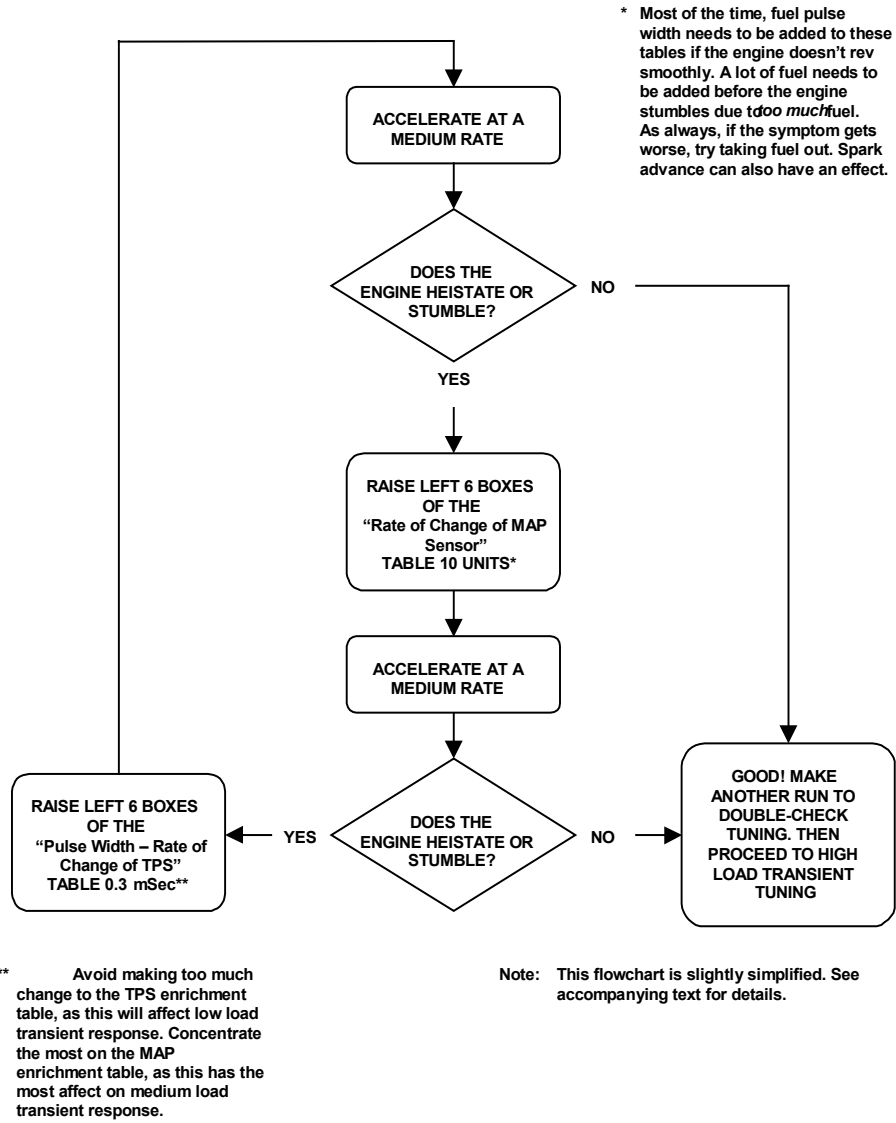 * Most of the time, fuel pulse
width needs to be added to these
tables if the engine doesn't rev
smoothly. A lot of fuel needs to
be added before the engine
stumbles due to too much fuel.
As always, if the symptom gets
worse, try taking fuel out. Spark
advance can also have an effect.
ACCELERATE AT A
MEDIUM RATE
DOES THE
ENGINE HEISTATE OR
STUMBLE?
NO
YES
RAISE LEFT 6 BOXES
OF THE
“Rate of Change of MAP
Sensor”
TABLE 10 UNITS*
ACCELERATE AT A
MEDIUM RATE
DOES THE
ENGINE HEISTATE OR
STUMBLE?
YES
NO
RAISE LEFT 6 BOXES
OF THE
“Pulse Width – Rate of
Change of TPS”
TABLE 0.3 mSec**
GOOD! MAKE
ANOTHER RUN TO
DOUBLE-CHECK
TUNING. THEN
PROCEED TO HIGH
LOAD TRANSIENT
TUNING
** Avoid making too much
change to the TPS enrichment
table, as this will affect low load
transient response. Concentrate
the most on the MAP
enrichment table, as this has the
most affect on medium load
transient response.
Note: This flowchart is slightly simplified. See
accompanying text for details.